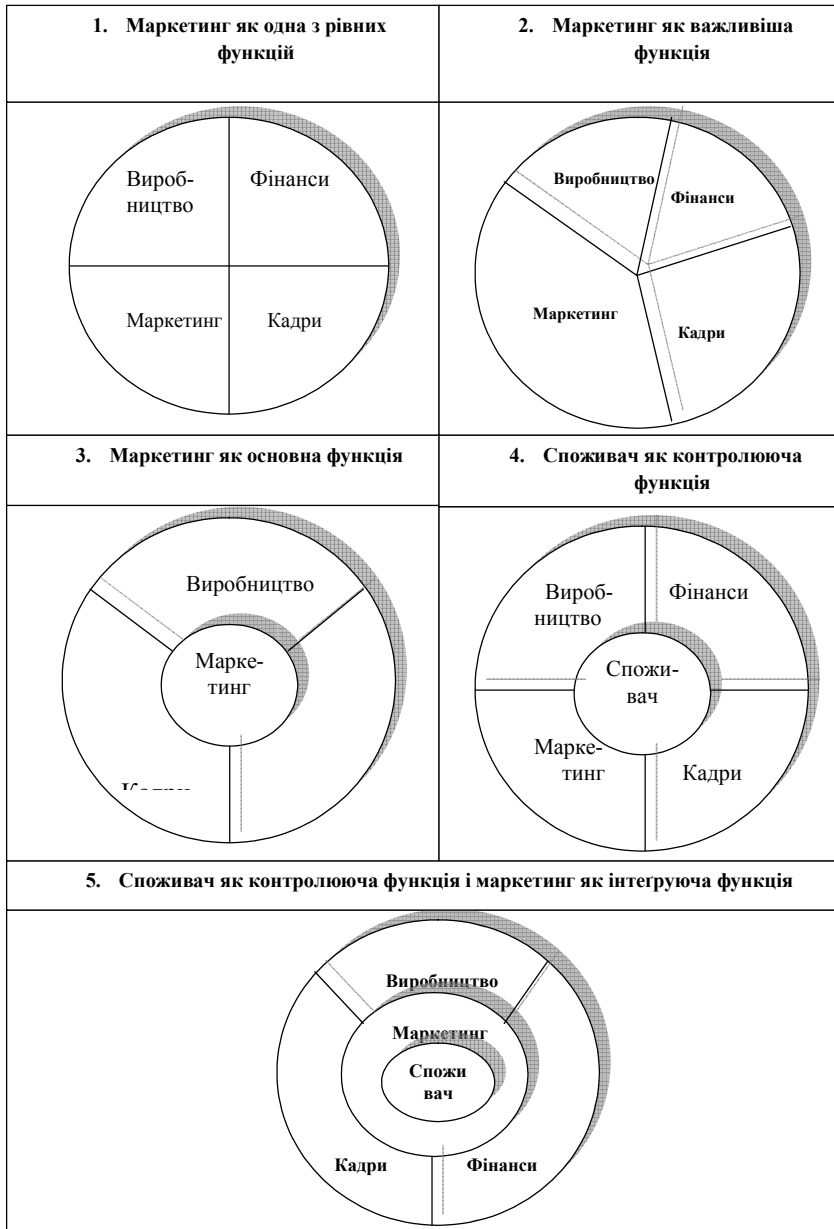 1. Маркетинг як одна з рівних
функцій
2. Маркетинг як важливіша
функція
Вироб-
ництво
Фінанси
Маркетинг
Кадри
Виробництво
Фінанси
Маркетинг
Кадри
3. Маркетинг як основна функція
4. Споживач як контролююча
функція
Виробництво
Марке-
тинг
Вироб-
ництво
Фінанси
Споживач
Марке-
тинг
Кадри
5. Споживач як контролююча функція і маркетинг як інтегруюча функція
Виробництво
Маркетинг
Спожи
вач
Кадри
Фінанси